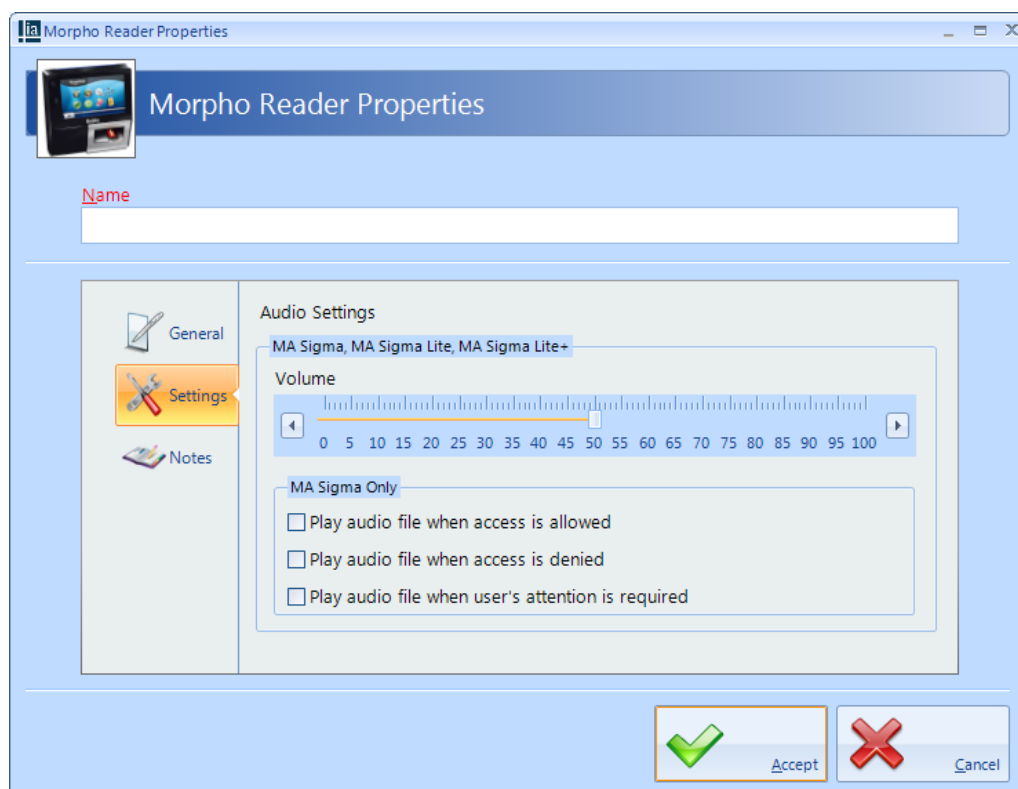 ia Morpho Reader Properties
Morpho Reader Properties
Name
General
Settings
Notes
Audio Settings
MA Sigma, MA Sigma Lite, MA Sigma Lite+
Volume
0 5 10 15 20 25 30 35 40 45 50 55 60 65 70 75 80 85 90 95 100
MA Sigma Only
Play audio file when access is allowed
Play audio file when access is denied
Play audio file when user's attention is required
Accept
Cancel